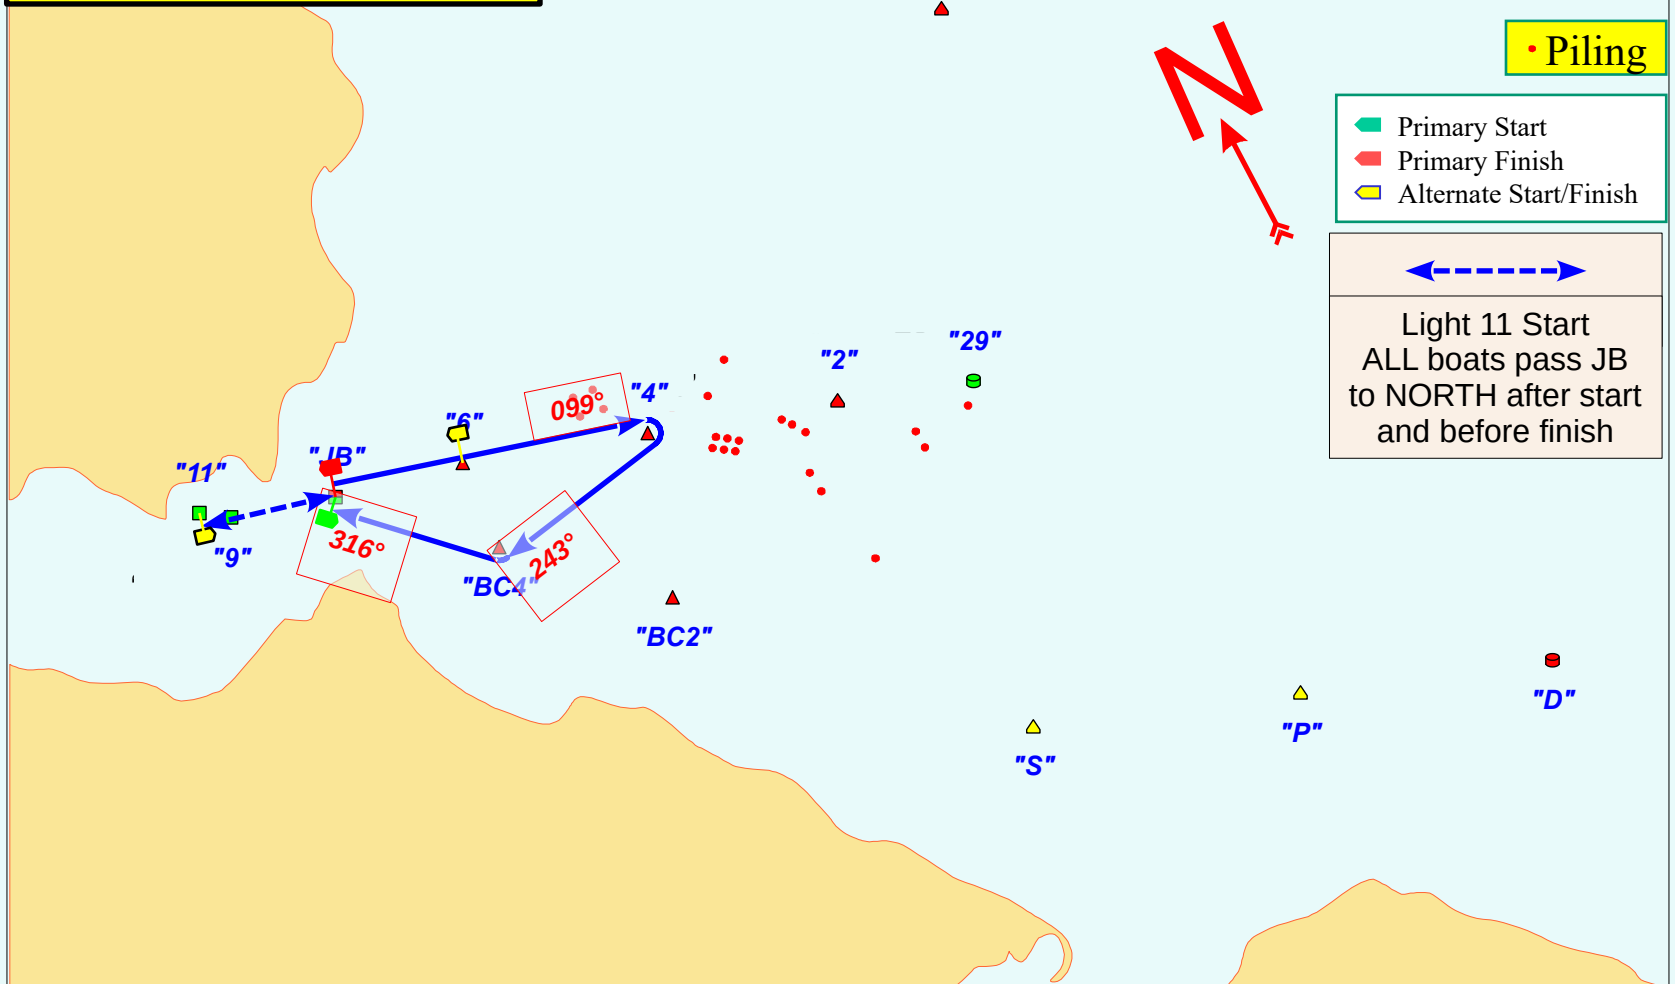 N
Piling
Primary Start
Primary Finish
Alternate Start/Finish
Light 11 Start
ALL boats pass JB
to NORTH after start
and before finish
"29"
"2"
"4"
099°
"6"
"JB"
"11"
"9"
316°
243°
"BC4"
"BC2"
"D"
"P"
"S"